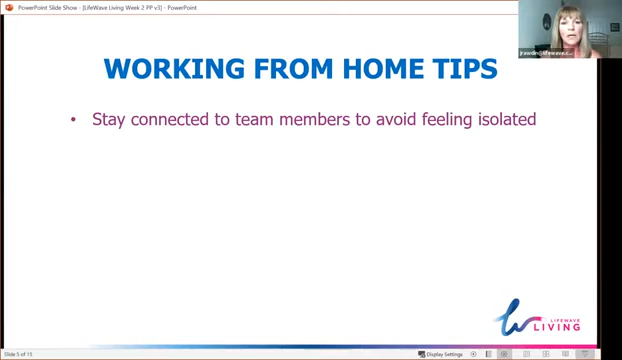 PowerPoint Slide Show - [LifeWave Living Week 2 PP v3] - PowerPoint
WORKING FROM HOME TIPS
• Stay connected to team members to avoid feeling isolated
LIFEWAVE
LIVING
Slide 5 of 15
Display Settings